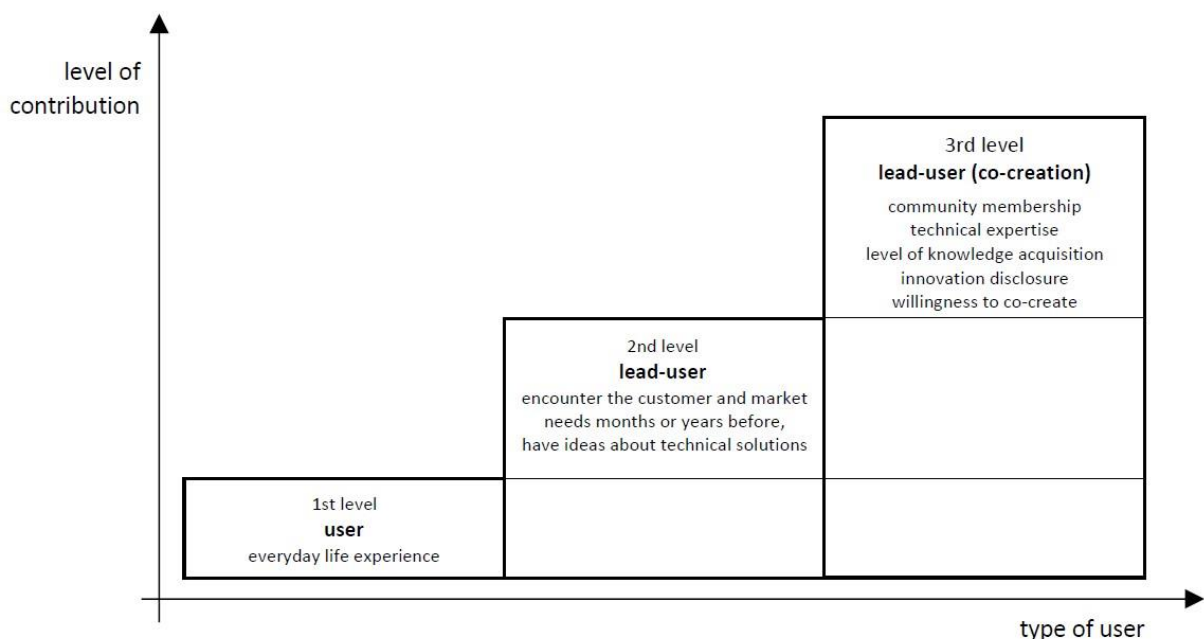 level of
contribution
3rd level
lead-user (co-creation)
community membership
technical expertise
level of knowledge acquisition
innovation disclosure
willingness to co-create
2nd level
lead-user
encounter the customer and market
needs months or years before,
have ideas about technical solutions
1st level
user
everyday life experience
type of user